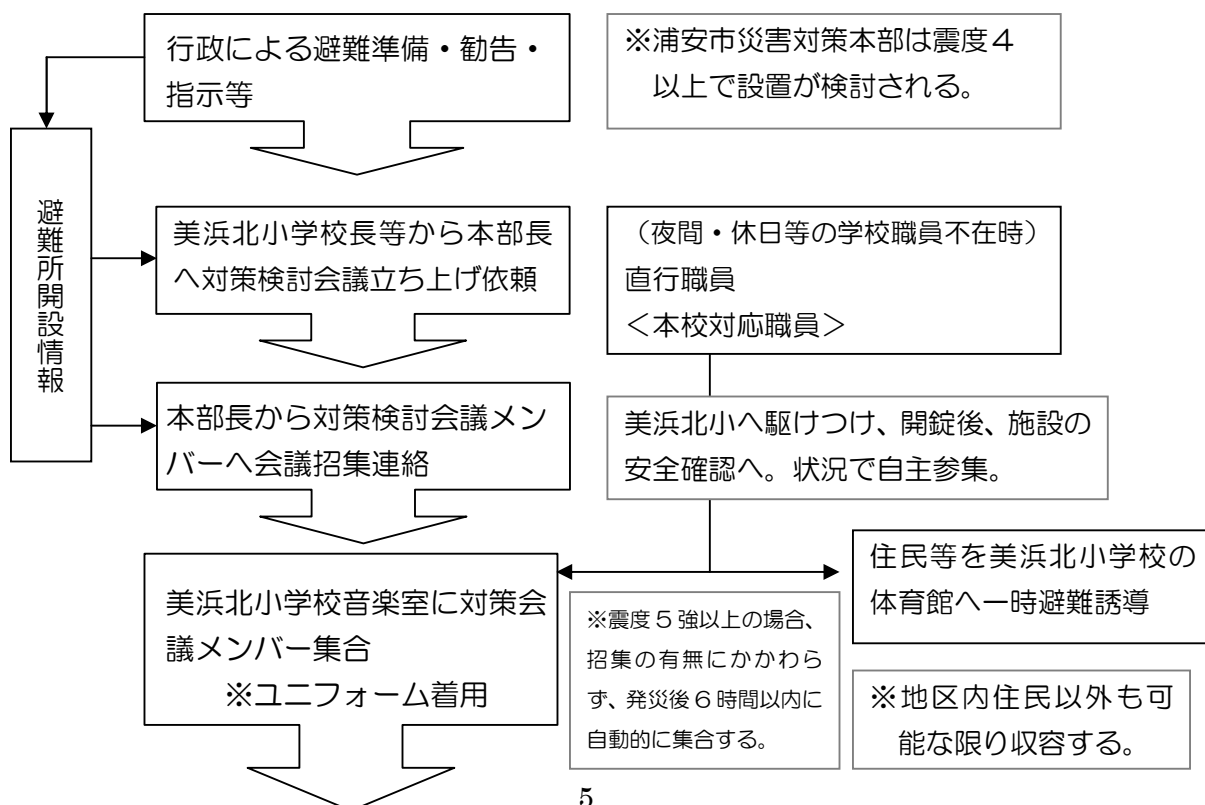 行政による避難準備・勧告・
指示等
※浦安市災害対策本部は震度４
以上で設置が検討される。
避難所開設情報
美浜北小学校長等から本部長
へ対策検討会議立ち上げ依頼
（夜間・休日等の学校職員不在時）
直行職員
＜本校対応職員＞
本部長から対策検討会議メン
バーへ会議招集連絡
美浜北小へ駆けつけ、開錠後、施設の
安全確認へ。状況で自主参集。
美浜北小学校音楽室に対策会
議メンバー集合
※ユニフォーム着用
※震度５強以上の場合、
招集の有無にかかわら
ず、発災後６時間以内に
自動的に集合する。
住民等を美浜北小学校の
体育館へ一時避難誘導
※地区内住民以外も可
能な限り収容する。
5